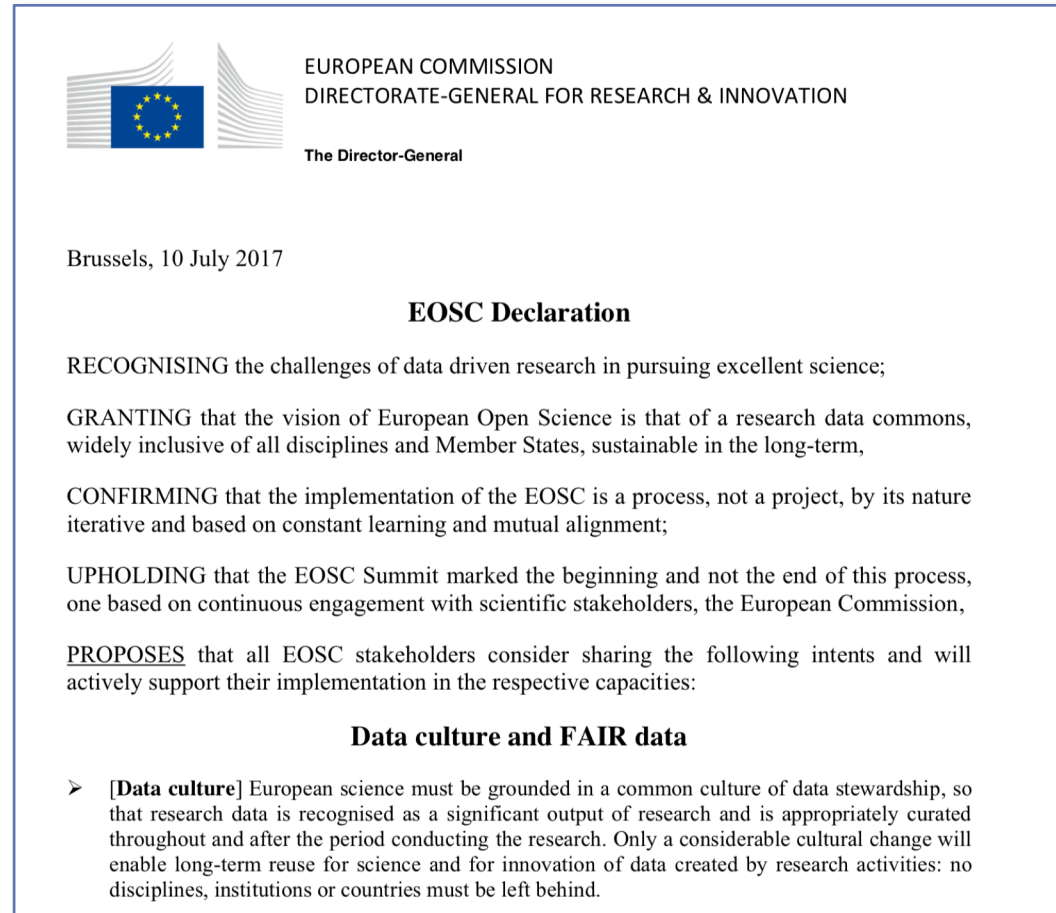 EUROPEAN COMMISSION
DIRECTORATE-GENERAL FOR RESEARCH & INNOVATION
The Director-General
Brussels, 10 July 2017
EOSC Declaration
RECOGNISING the challenges of data driven research in pursuing excellent science;
GRANTING that the vision of European Open Science is that of a research data commons,
widely inclusive of all disciplines and Member States, sustainable in the long-term,
CONFIRMING that the implementation of the EOSC is a process, not a project, by its nature
iterative and based on constant learning and mutual alignment;
UPHOLDING that the EOSC Summit marked the beginning and not the end of this process,
one based on continuous engagement with scientific stakeholders, the European Commission,
PROPOSES that all EOSC stakeholders consider sharing the following intents and will
actively support their implementation in the respective capacities:
Data culture and FAIR data
➢ [Data culture] European science must be grounded in a common culture of data stewardship, so
that research data is recognised as a significant output of research and is appropriately curated
throughout and after the period conducting the research. Only a considerable cultural change will
enable long-term reuse for science and for innovation of data created by research activities: no
disciplines, institutions or countries must be left behind.